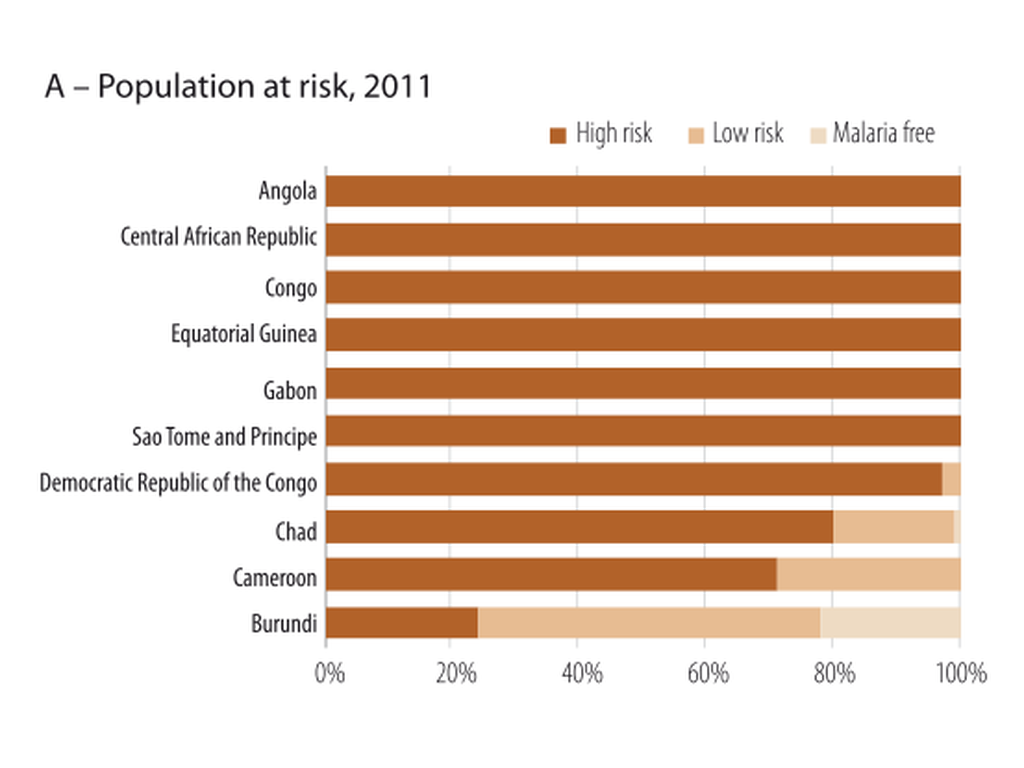 A – Population at risk, 2011
High risk Low risk Malaria free
Angola
Central African Republic
Congo
Equatorial Guinea
Gabon
Sao Tome and Principe
Democratic Republic of the Congo
Chad
Cameroon
Burundi
0% 20% 40% 60% 80% 100%